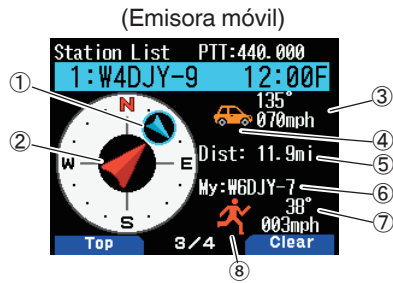 (Emisora móvil)
Station List PTT:440.000
1:W4DJY-9 12:00F
① N 135° ③
070mph
④
② W E Dist: 11.9mi ⑤
My:W6DJY-7 ⑥
S 38° ⑦
003mph
Top 3/4 Clear
⑧